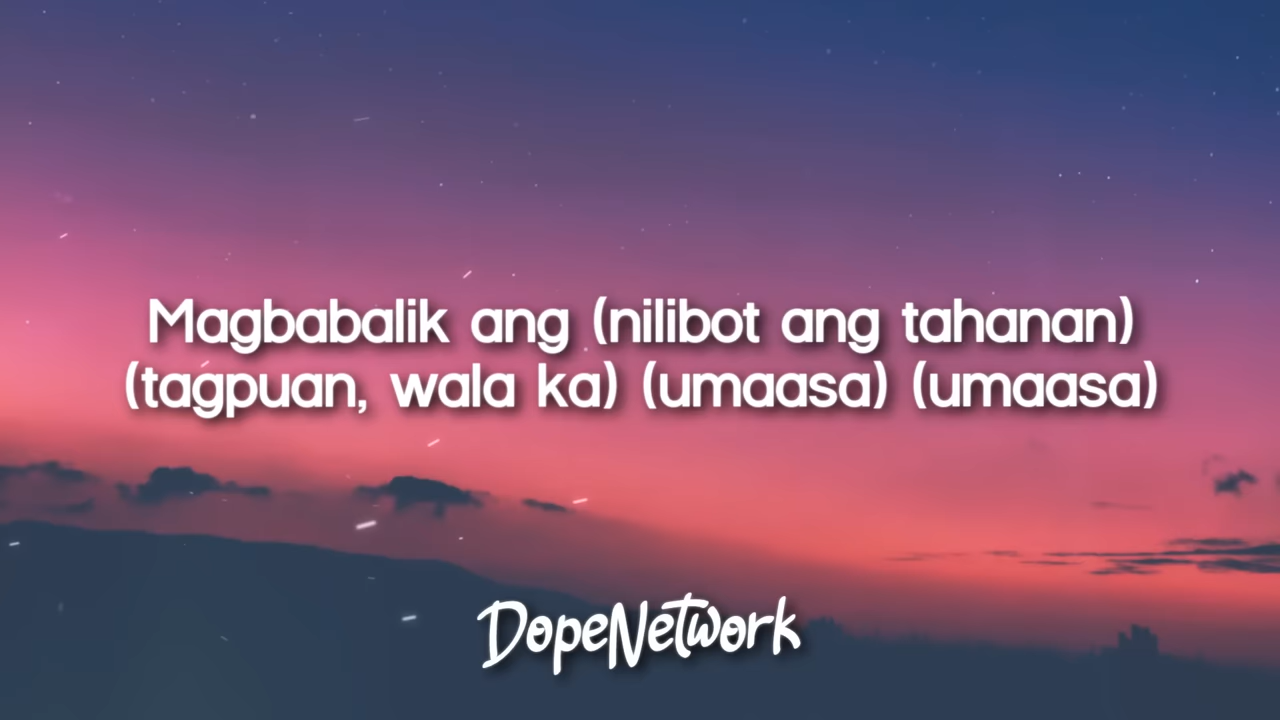 Magbabalik ang (nilibot ang tahanan)
(tagpuan, wala ka) (umaasa) (umaasa)
DopeNetwork